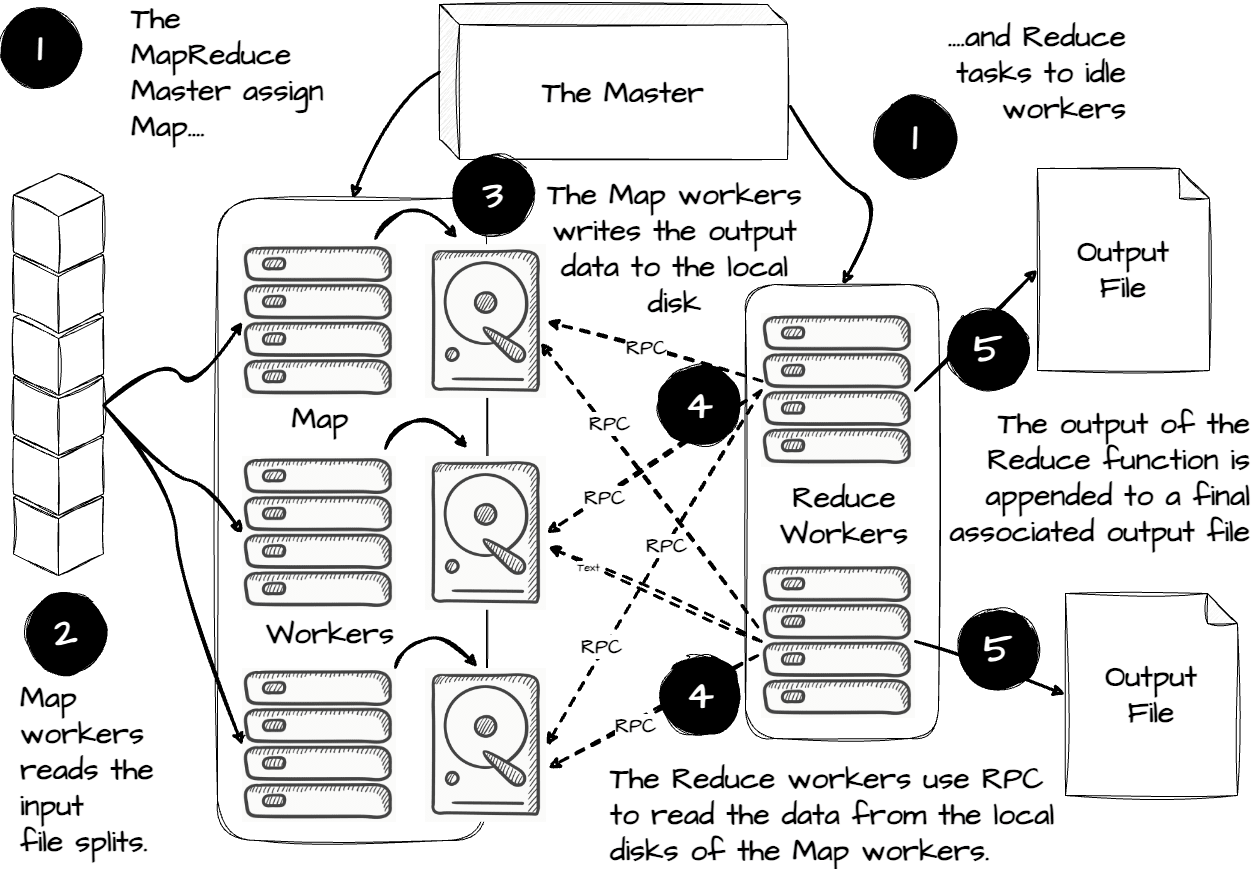 1
The
MapReduce
Master assign
Map....
The Master
....and Reduce
tasks to idle
workers
1
3
The Map workers
writes the output
data to the local
disk
Output
File
5
RPC
4
RPC
Map
RPC
The output of the
Reduce function is
appended to a final
associated output file
Reduce
Workers
RPC
Text
2
Workers
RPC
5
4
RPC
Output
File
Map
workers
reads the
input
file splits.
The Reduce workers use RPC
to read the data from the local
disks of the Map workers.